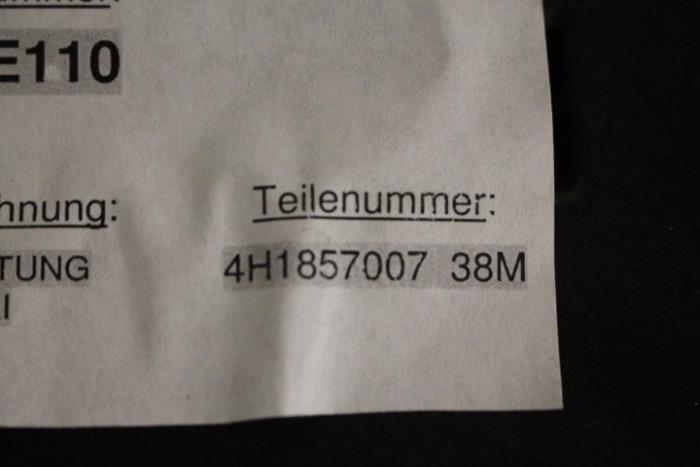 E110
hnung:
Teilenummer:
TUNG
4H1857007 38M
I